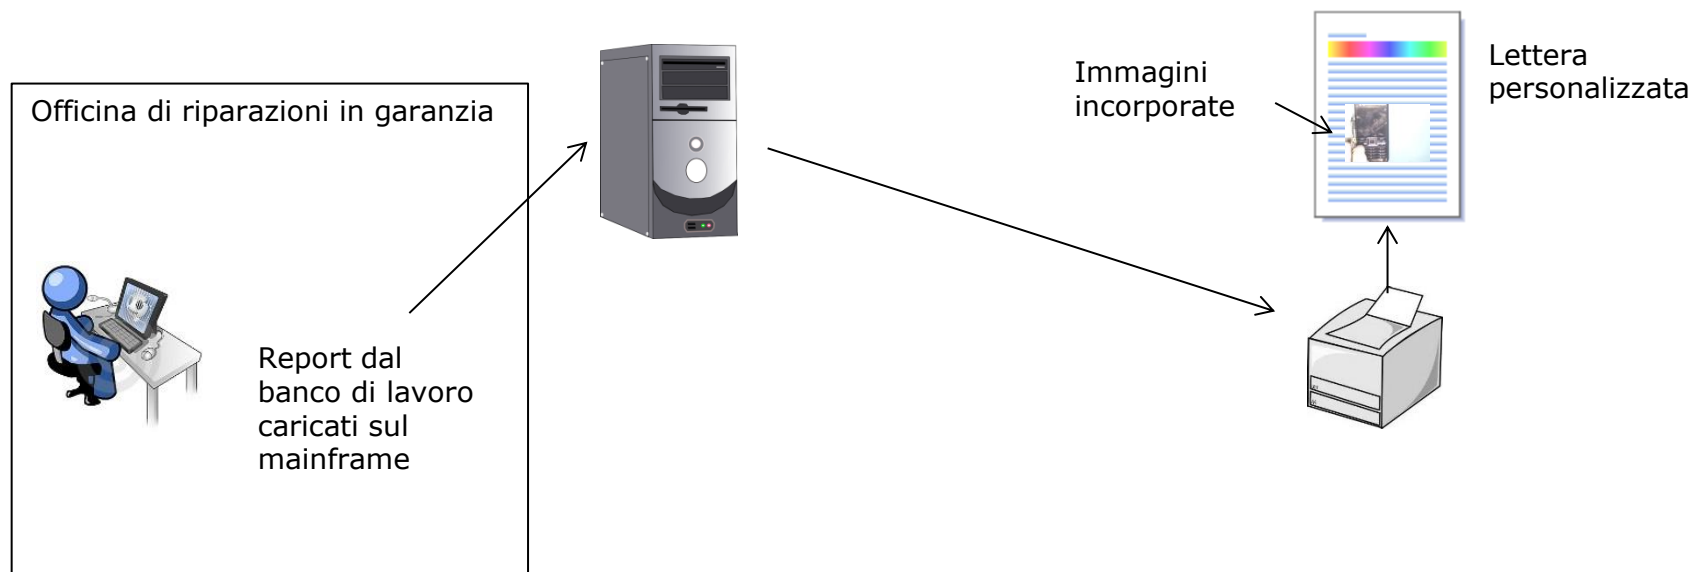 Officina di riparazioni in garanzia
Report dal
banco di lavoro
caricati sul
mainframe
Immagini
incorporate
Lettera
personalizzata